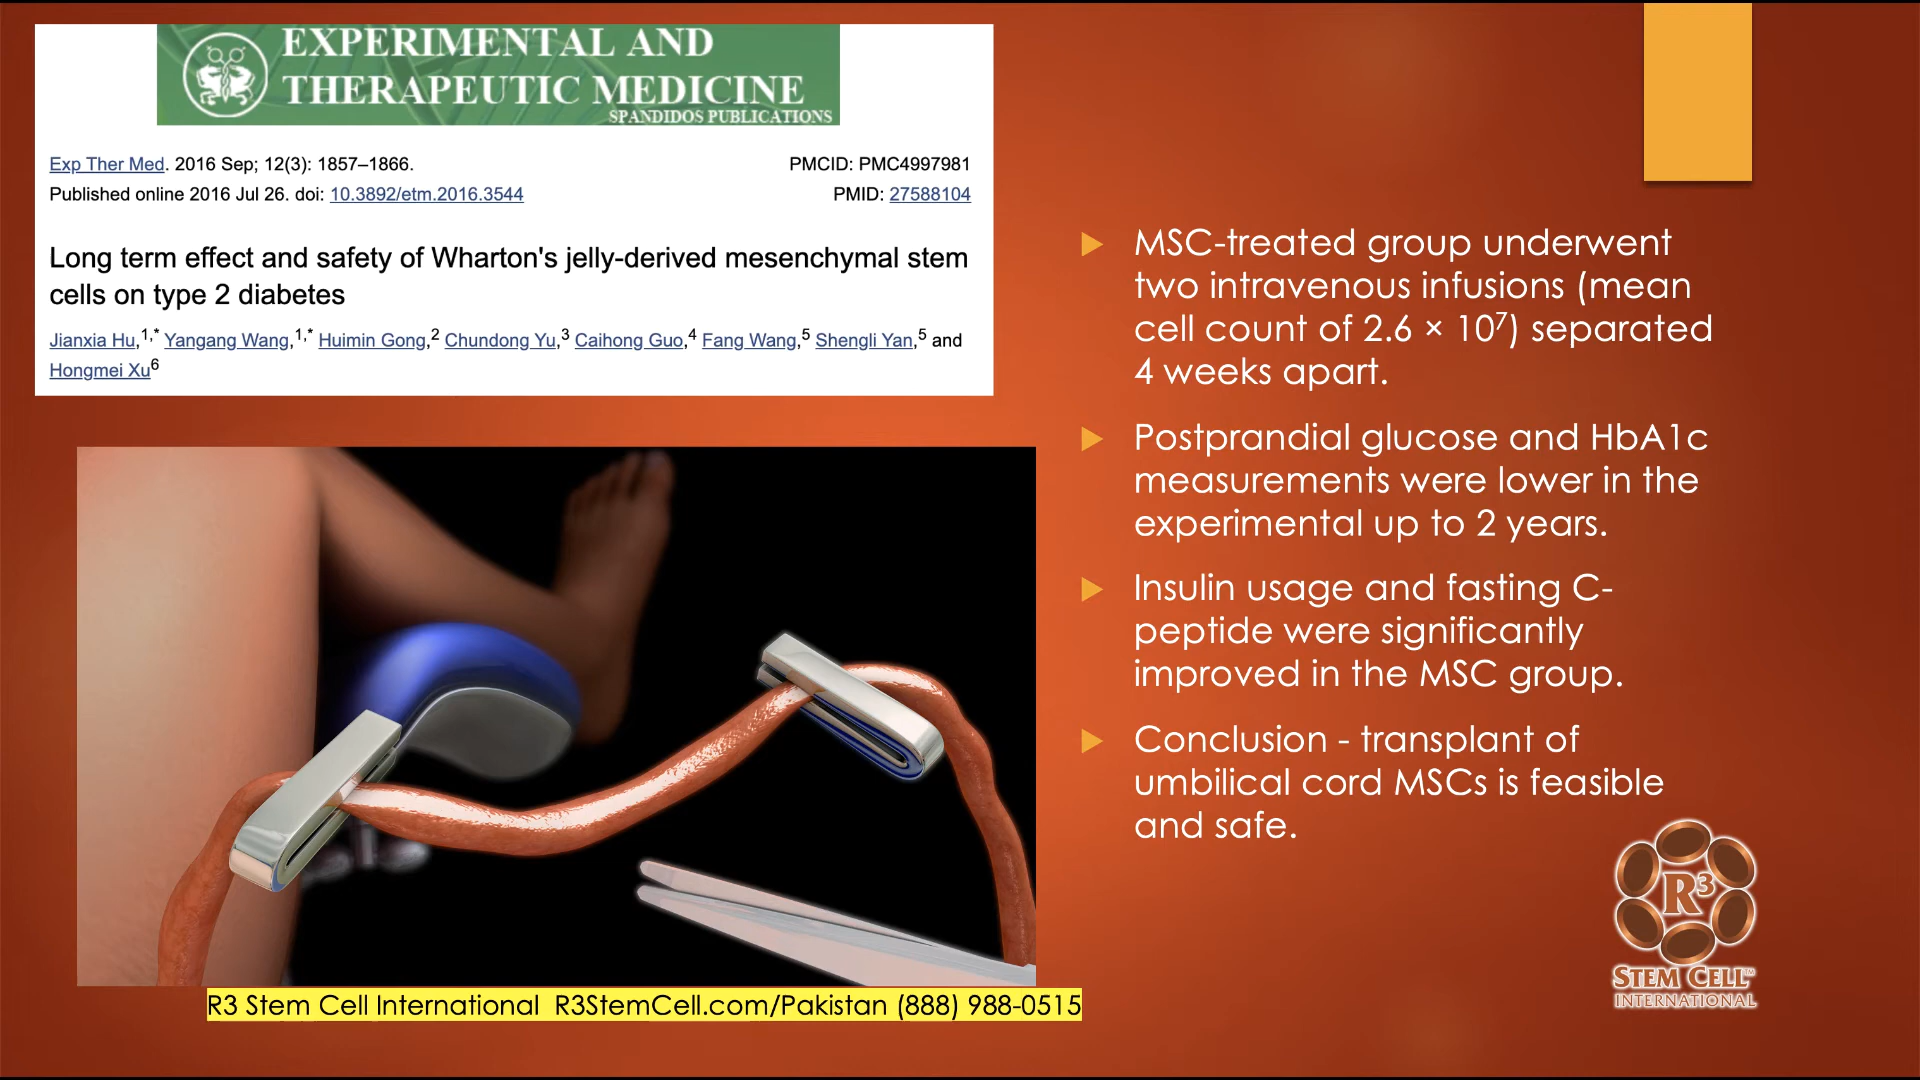 EXPERIMENTAL AND
THERAPEUTIC MEDICINE
SPANDIDOS PUBLICATIONS
Exp Ther Med. 2016 Sep; 12(3): 1857–1866.
PMCID: PMC4997981
Published online 2016 Jul 26. doi: 10.3892/etm.2016.3544
PMID: 27588104
Long term effect and safety of Wharton's jelly-derived mesenchymal stem
cells on type 2 diabetes
Jianxia Hu,1,* Yangang Wang,1,* Huimin Gong,2 Chundong Yu,3 Caihong Guo,4 Fang Wang,5 Shengli Yan,5 and
Hongmei Xu6
MSC-treated group underwent
two intravenous infusions (mean
cell count of 2.6 × 10⁷) separated
4 weeks apart.
Postprandial glucose and HbA1c
measurements were lower in the
experimental up to 2 years.
Insulin usage and fasting C-
peptide were significantly
improved in the MSC group.
Conclusion - transplant of
umbilical cord MSCs is feasible
and safe.
R³
STEM CELL™
INTERNATIONAL
R3 Stem Cell International R3StemCell.com/Pakistan (888) 988-0515